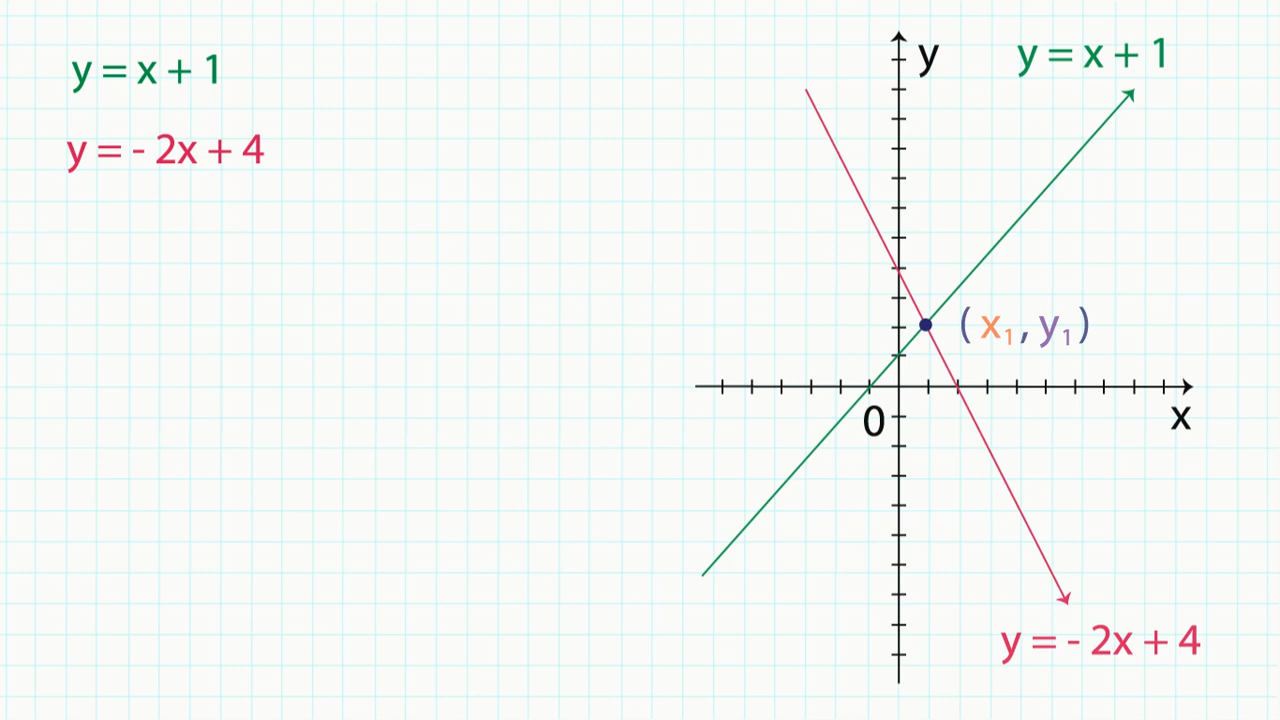 y = x + 1
y = - 2x + 4
y
y = x + 1
( x₁ , y₁ )
0
x
y = - 2x + 4